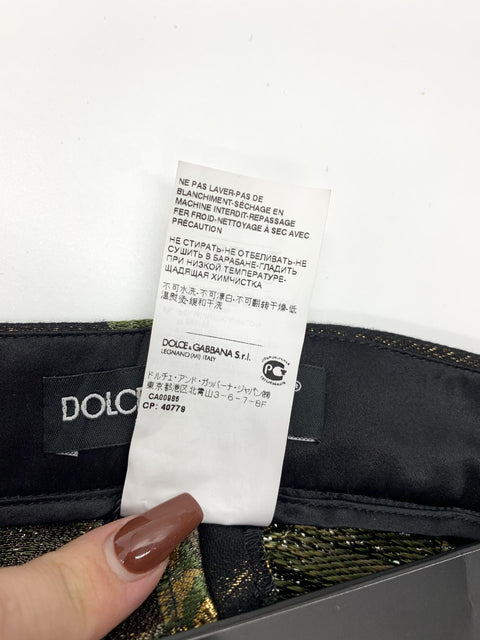 NE PAS LAVER-PAS DE
BLANCHIMENT-SÉCHAGE EN
MACHINE INTERDIT-REPASSAGE
FER FROID-NETTOYAGE À SEC AVEC
PRÉCAUTION
НЕ СТИРАТЬ-НЕ ОТБЕЛИВАТЬ-НЕ
СУШИТЬ В БАРАБАНЕ-ГЛАДИТЬ
ПРИ НИЗКОЙ ТЕМПЕРАТУРЕ-
ЩАДЯЩАЯ ХИМЧИСТКА
不可水洗-不可漂白-不可翻转干燥-低
温熨烫-缓和干洗
DOLCE & GABBANA S.r.l.
LEGNANO (MI) ITALY
PG
ドルチェ・アンド・ガッバーナ・ジャパン㈱
東京都港区北青山3-6-7-8F
CA00985
CP: 40779
DOLC
®